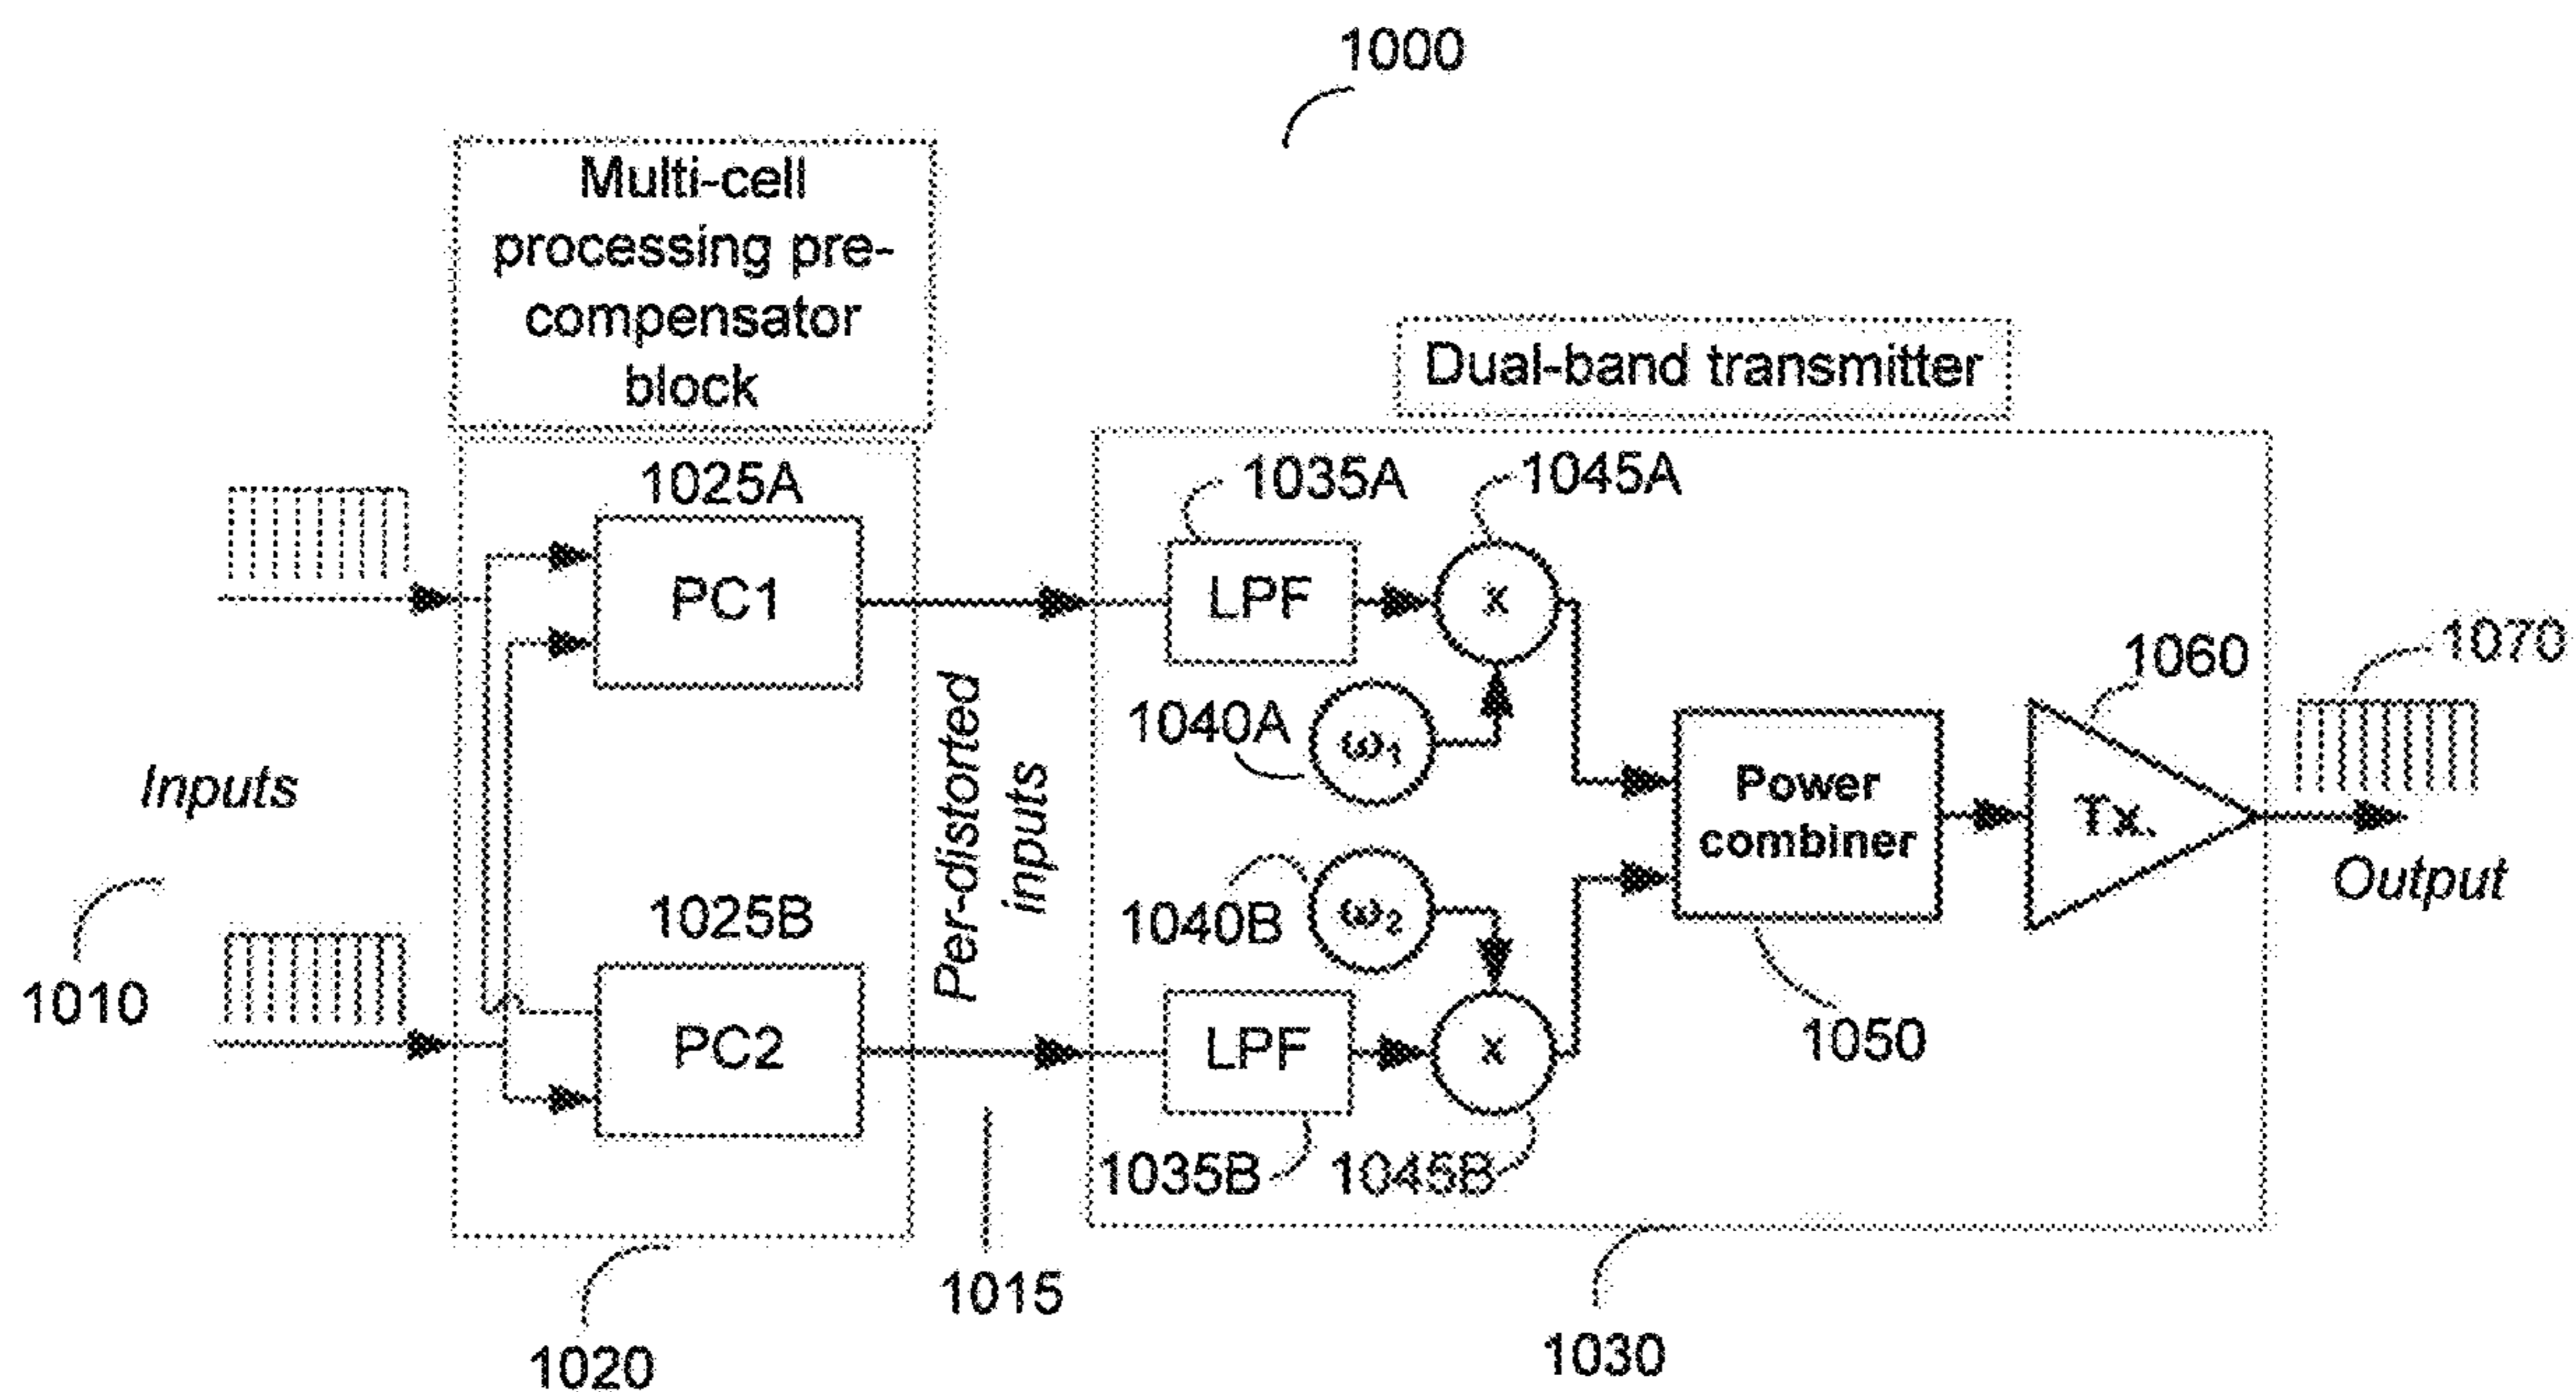 1000
Multi-cell
processing pre-
compensator
block
Dual-band transmitter
1025A
1035A
1045A
PC1
LPF
x
1060
1070
1040A
ω1
Inputs
Per-distorted
inputs
Power
combiner
Tx.
Output
1025B
1040B
ω2
1010
PC2
LPF
x
1050
1035B
1045B
1015
1020
1030